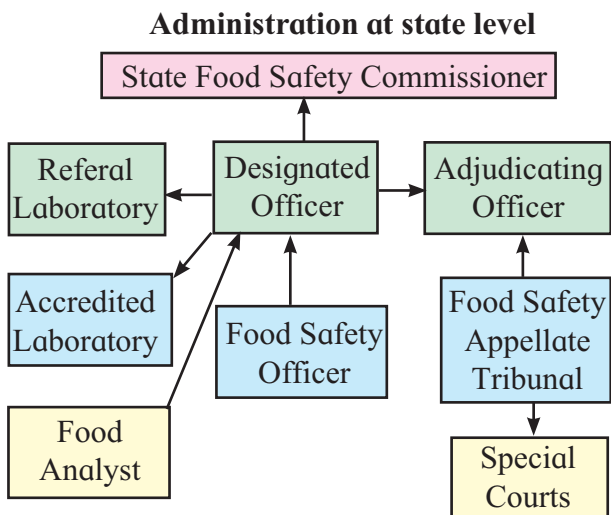 Administration at state level
State Food Safety Commissioner
Referal
Laboratory
Designated
Officer
Adjudicating
Officer
Accredited
Laboratory
Food Safety
Officer
Food Safety
Appellate
Tribunal
Food
Analyst
Special
Courts